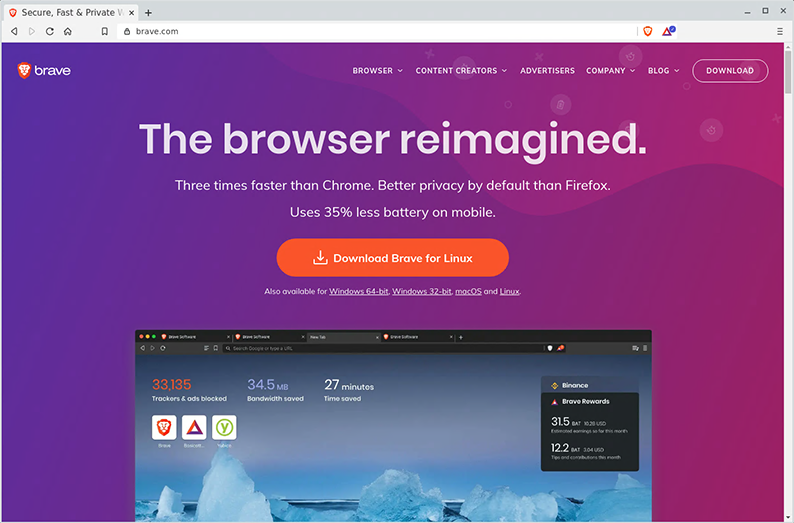 Secure, Fast & Private W
brave.com
brave
BROWSER CONTENT CREATORS ADVERTISERS COMPANY BLOG DOWNLOAD
The browser reimagined.
Three times faster than Chrome. Better privacy by default than Firefox.
Uses 35% less battery on mobile.
Download Brave for Linux
Also available for Windows 64-bit, Windows 32-bit, macOS and Linux.
Brave Software Brave Software New Tab Brave Software
Search Google or type a URL
33,135 34.5 MB 27 minutes
Trackers & ads blocked Bandwidth saved Time saved
Binance
Brave Rewards
31.5 BAT 10.28 USD
Estimated earnings so far this month
12.2 BAT 3.04 USD
Tips and contributions this month
Brave